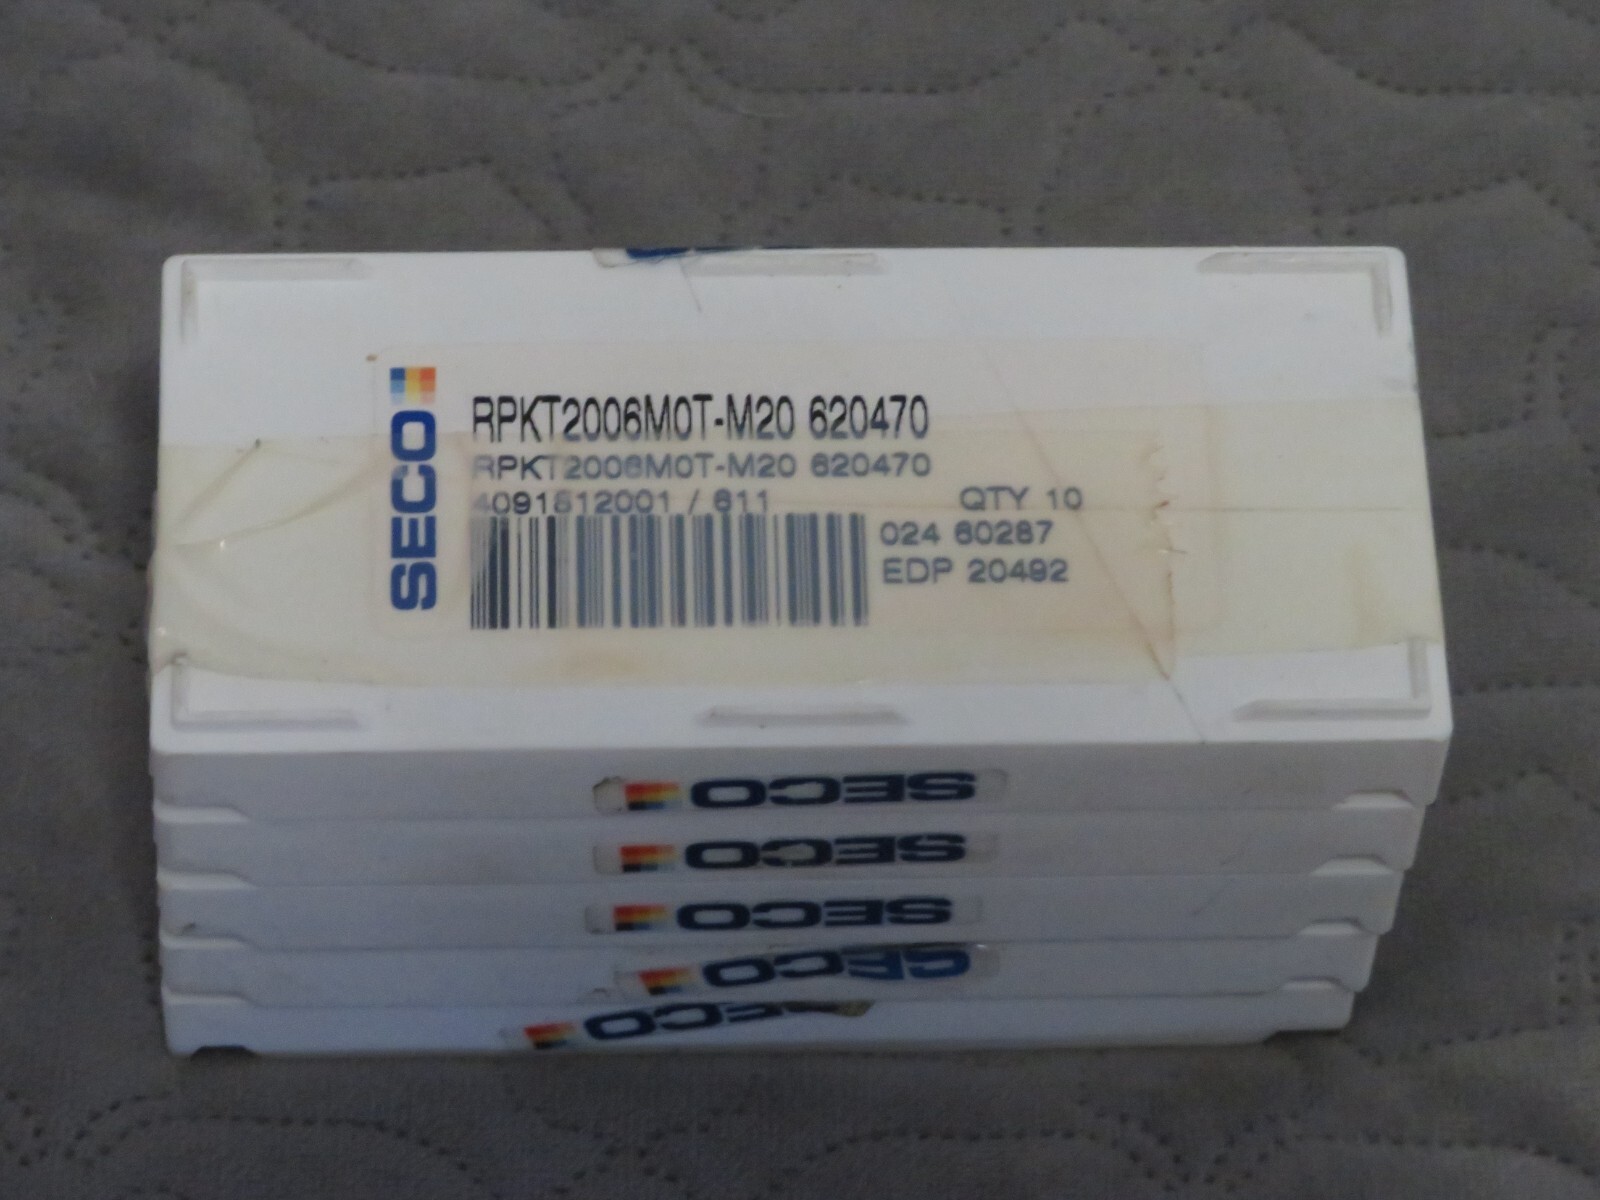 SECO
RPKT2006M0T-M20 620470
RPKT2006M0T-M20 620470
4091812001 / 611
QTY 10
024 60287
EDP 20492
SECO
SECO
SECO
SECO
SECO